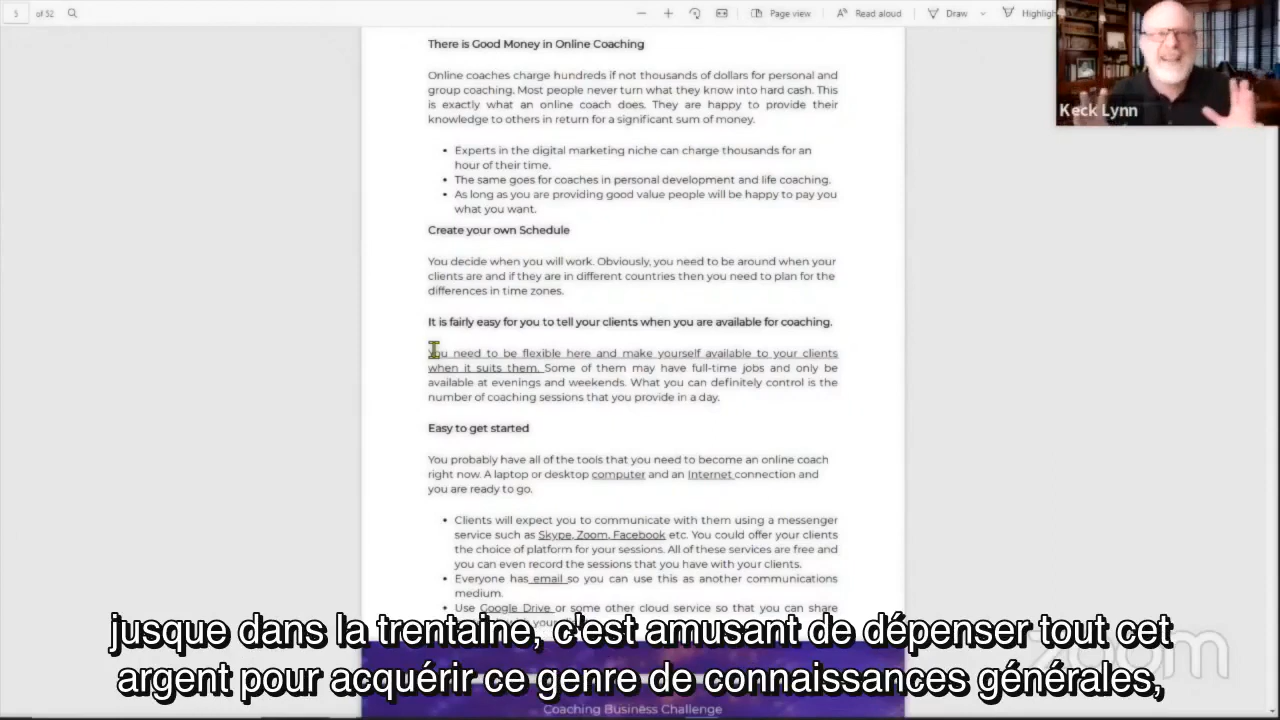 5 of 52
Page view
Read aloud
Draw
Highligh
Keck Lynn
There is Good Money in Online Coaching
Online coaches charge hundreds if not thousands of dollars for personal and
group coaching. Most people never turn what they know into hard cash. This
is exactly what an online coach does. They are happy to provide their
knowledge to others in return for a significant sum of money.
• Experts in the digital marketing niche can charge thousands for an
hour of their time.
• The same goes for coaches in personal development and life coaching.
• As long as you are providing good value people will be happy to pay you
what you want.
Create your own Schedule
You decide when you will work. Obviously, you need to be around when your
clients are and if they are in different countries then you need to plan for the
differences in time zones.
It is fairly easy for you to tell your clients when you are available for coaching.
You need to be flexible here and make yourself available to your clients
when it suits them. Some of them may have full-time jobs and only be
available at evenings and weekends. What you can definitely control is the
number of coaching sessions that you provide in a day.
Easy to get started
You probably have all of the tools that you need to become an online coach
right now. A laptop or desktop computer and an Internet connection and
you are ready to go.
• Clients will expect you to communicate with them using a messenger
service such as Skype, Zoom, Facebook etc. You could offer your clients
the choice of platform for your sessions. All of these services are free and
you can even record the sessions that you have with your clients.
• Everyone has email so you can use this as another communications
medium.
• Use Google Drive or some other cloud service so that you can share
jusque dans la trentaine, c'est amusant de dépenser tout cet
argent pour acquérir ce genre de connaissances générales,
zoom
Coaching Business Challenge